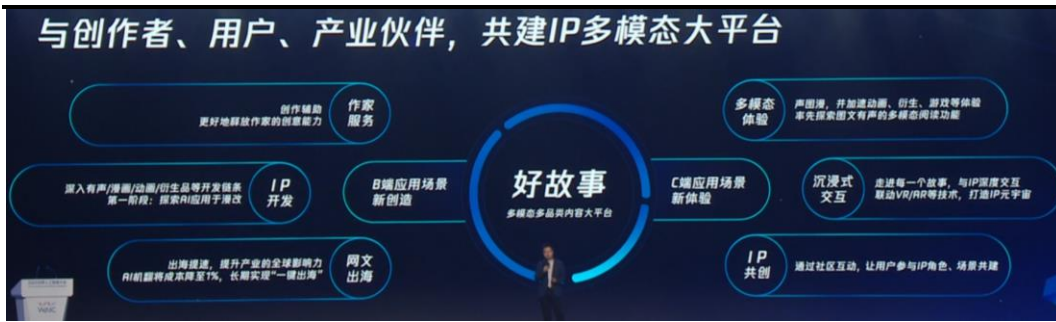 与创作者、用户、产业伙伴，共建IP多模态大平台
创作辅助
更好地释放作家的创意能力
作家
服务
深入有声/漫画/动画/衍生品等开发链条
第一阶段：探索AI应用于漫改
IP
开发
出海提速，提升产业的全球影响力
AI机翻将成本降至1%，长期实现“一键出海”
网文
出海
B端应用场景
新创造
好故事
多模态多品类内容大平台
C端应用场景
新体验
多模态
体验
声图漫，并加速动画、衍生、游戏等体验
率先探索图文有声的多模态阅读功能
沉浸式
交互
走进每一个故事，与IP深度交互
联动VR/AR等技术，打造IP元宇宙
IP
共创
通过社区互动，让用户参与IP角色、场景共建
WAIC